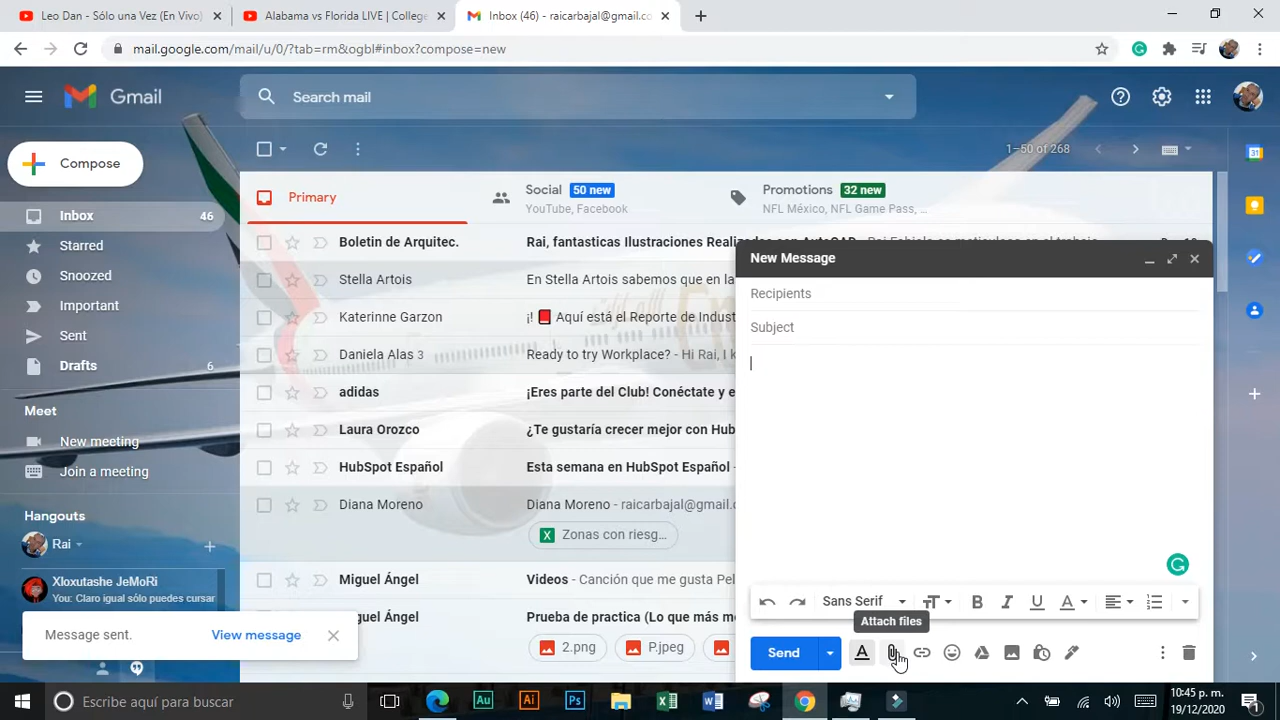 Leo Dan - Sólo una Vez (En Vivo)
Alabama vs Florida LIVE | College
Inbox (46) - raicarbajal@gmail.co
mail.google.com/mail/u/0/?tab=rm&ogbl#inbox?compose=new
Gmail
Search mail
Compose
1–50 of 268
Primary
Social 50 new
YouTube, Facebook
Promotions 32 new
NFL México, NFL Game Pass, ...
Inbox 46
Starred
Snoozed
Important
Sent
Drafts 6
Meet
New meeting
Join a meeting
Hangouts
Rai
Xloxutashe JeMoRi
You: Claro igual sólo puedes cursar
Boletin de Arquitec. Rai, fantasticas Ilustraciones Realizadas con AutoCAD
Stella Artois En Stella Artois sabemos que en la
Katerinne Garzon ¡! Aquí está el Reporte de Indust
Daniela Alas 3 Ready to try Workplace? - Hi Rai, I k
adidas ¡Eres parte del Club! Conéctate y e
Laura Orozco ¿Te gustaría crecer mejor con Hub
HubSpot Español Esta semana en HubSpot Español -
Diana Moreno Diana Moreno - raicarbajal@gmail.c
Zonas con riesg...
Miguel Ángel Videos - Canción que me gusta Pel
Miguel Ángel Prueba de practica (Lo que más m
2.png P.jpeg
New Message
Recipients
Subject
Sans Serif
Attach files
Send
Message sent. View message
Escribe aquí para buscar
10:45 p. m.
19/12/2020